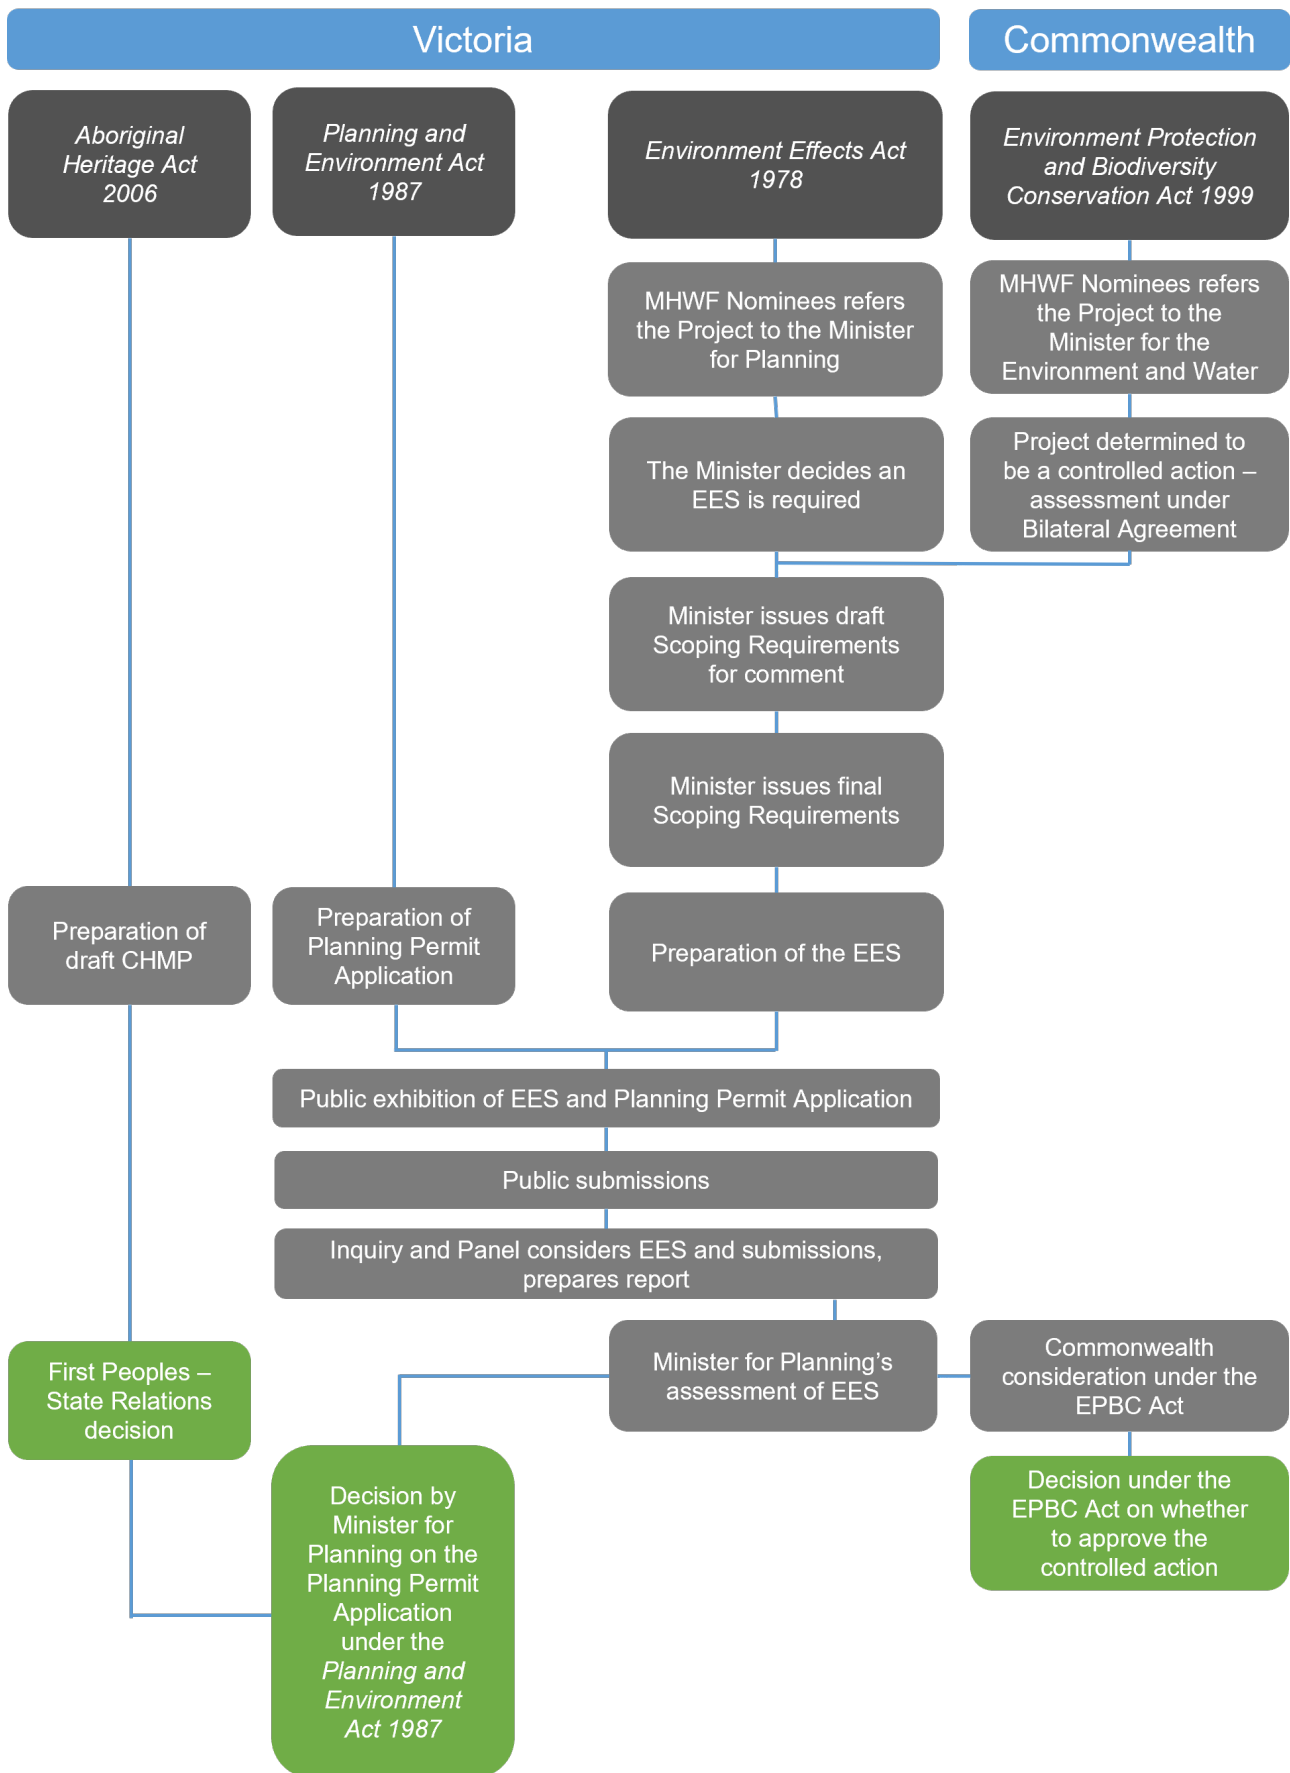 Victoria
Commonwealth
Aboriginal
Heritage Act
2006
Planning and
Environment Act
1987
Environment Effects Act
1978
Environment Protection
and Biodiversity
Conservation Act 1999
MHWF Nominees refers
the Project to the Minister
for Planning
MHWF Nominees refers
the Project to the
Minister for the
Environment and Water
The Minister decides an
EES is required
Project determined to
be a controlled action –
assessment under
Bilateral Agreement
Minister issues draft
Scoping Requirements
for comment
Minister issues final
Scoping Requirements
Preparation of
draft CHMP
Preparation of
Planning Permit
Application
Preparation of the EES
Public exhibition of EES and Planning Permit Application
Public submissions
Inquiry and Panel considers EES and submissions,
prepares report
First Peoples –
State Relations
decision
Minister for Planning’s
assessment of EES
Commonwealth
consideration under the
EPBC Act
Decision by
Minister for
Planning on the
Planning Permit
Application
under the
Planning and
Environment
Act 1987
Decision under the
EPBC Act on whether
to approve the
controlled action